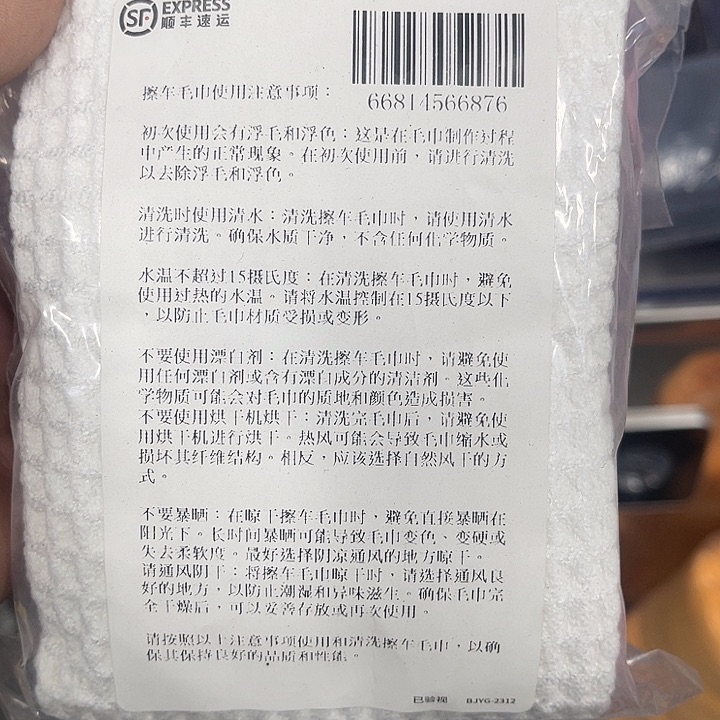 SF EXPRESS
顺丰速运
66814566876
擦车毛巾使用注意事项：
初次使用会有浮毛和浮色：这是在毛巾制作过程
中产生的正常现象。在初次使用前，请进行清洗
以去除浮毛和浮色。
清洗时使用清水：清洗擦车毛巾时，请使用清水
进行清洗。确保水质干净，不含任何化学物质。
水温不超过15摄氏度：在清洗擦车毛巾时，避免
使用过热的水温。请将水温控制在15摄氏度以下
，以防止毛巾材质受损或变形。
不要使用漂白剂：在清洗擦车毛巾时，请避免使
用任何漂白剂或含有漂白成分的清洁剂。这些化
学物质可能会对毛巾的质地和颜色造成损害。
不要使用烘干机烘干：清洗完毛巾后，请避免使
用烘干机进行烘干。热风可能会导致毛巾缩水或
损坏其纤维结构。相反，应该选择自然风干的方
式。
不要暴晒：在晾干擦车毛巾时，避免直接暴晒在
阳光下。长时间暴晒可能导致毛巾变色、变硬或
失去柔软度。最好选择阴凉通风的地方晾干。
请通风阴干：将擦车毛巾晾干时，请选择通风良
好的地方，以防止潮湿和异味滋生。确保毛巾完
全干燥后，可以妥善存放或再次使用。
请按照以上注意事项使用和清洗擦车毛巾，以确
保其保持良好的品质和性能。
已验视 BJYG-2312